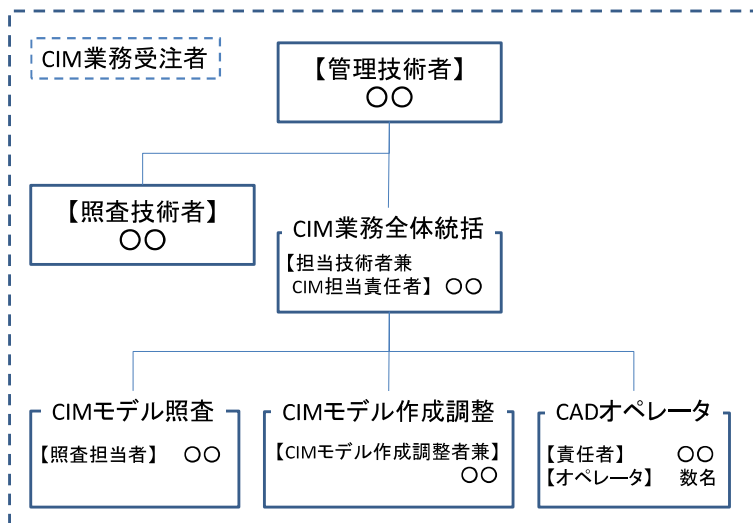 CIM業務受注者
【管理技術者】
〇〇
【照査技術者】
〇〇
CIM業務全体統括
【担当技術者兼
CIM担当責任者】 〇〇
CIMモデル照査
【照査担当者】 〇〇
CIMモデル作成調整
【CIMモデル作成調整者兼】
〇〇
CADオペレータ
【責任者】 〇〇
【オペレータ】 数名